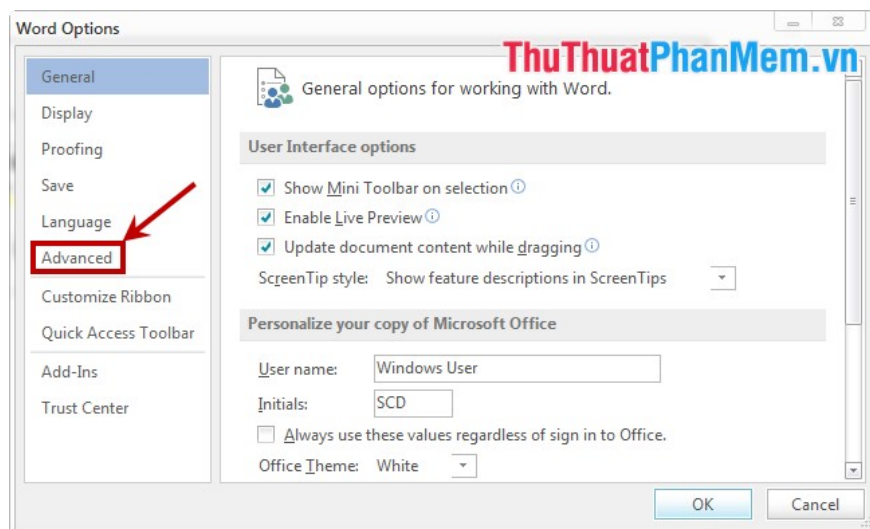 Word Options
ThuThuatPhanMem.vn
General
Display
Proofing
Save
Language
Advanced
Customize Ribbon
Quick Access Toolbar
Add-Ins
Trust Center
General options for working with Word.
User Interface options
Show Mini Toolbar on selection
Enable Live Preview
Update document content while dragging
ScreenTip style: Show feature descriptions in ScreenTips
Personalize your copy of Microsoft Office
User name: Windows User
Initials: SCD
Always use these values regardless of sign in to Office.
Office Theme: White
OK Cancel